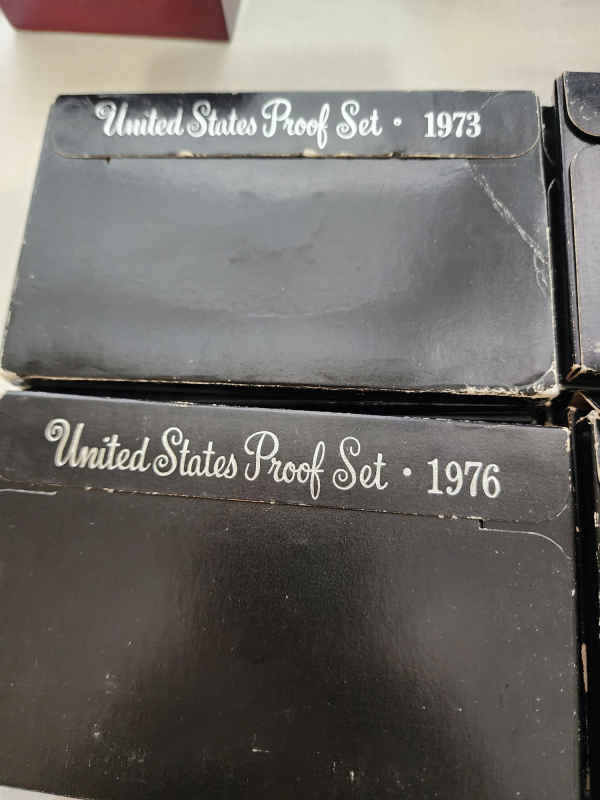 United States Proof Set • 1973
United States Proof Set • 1976